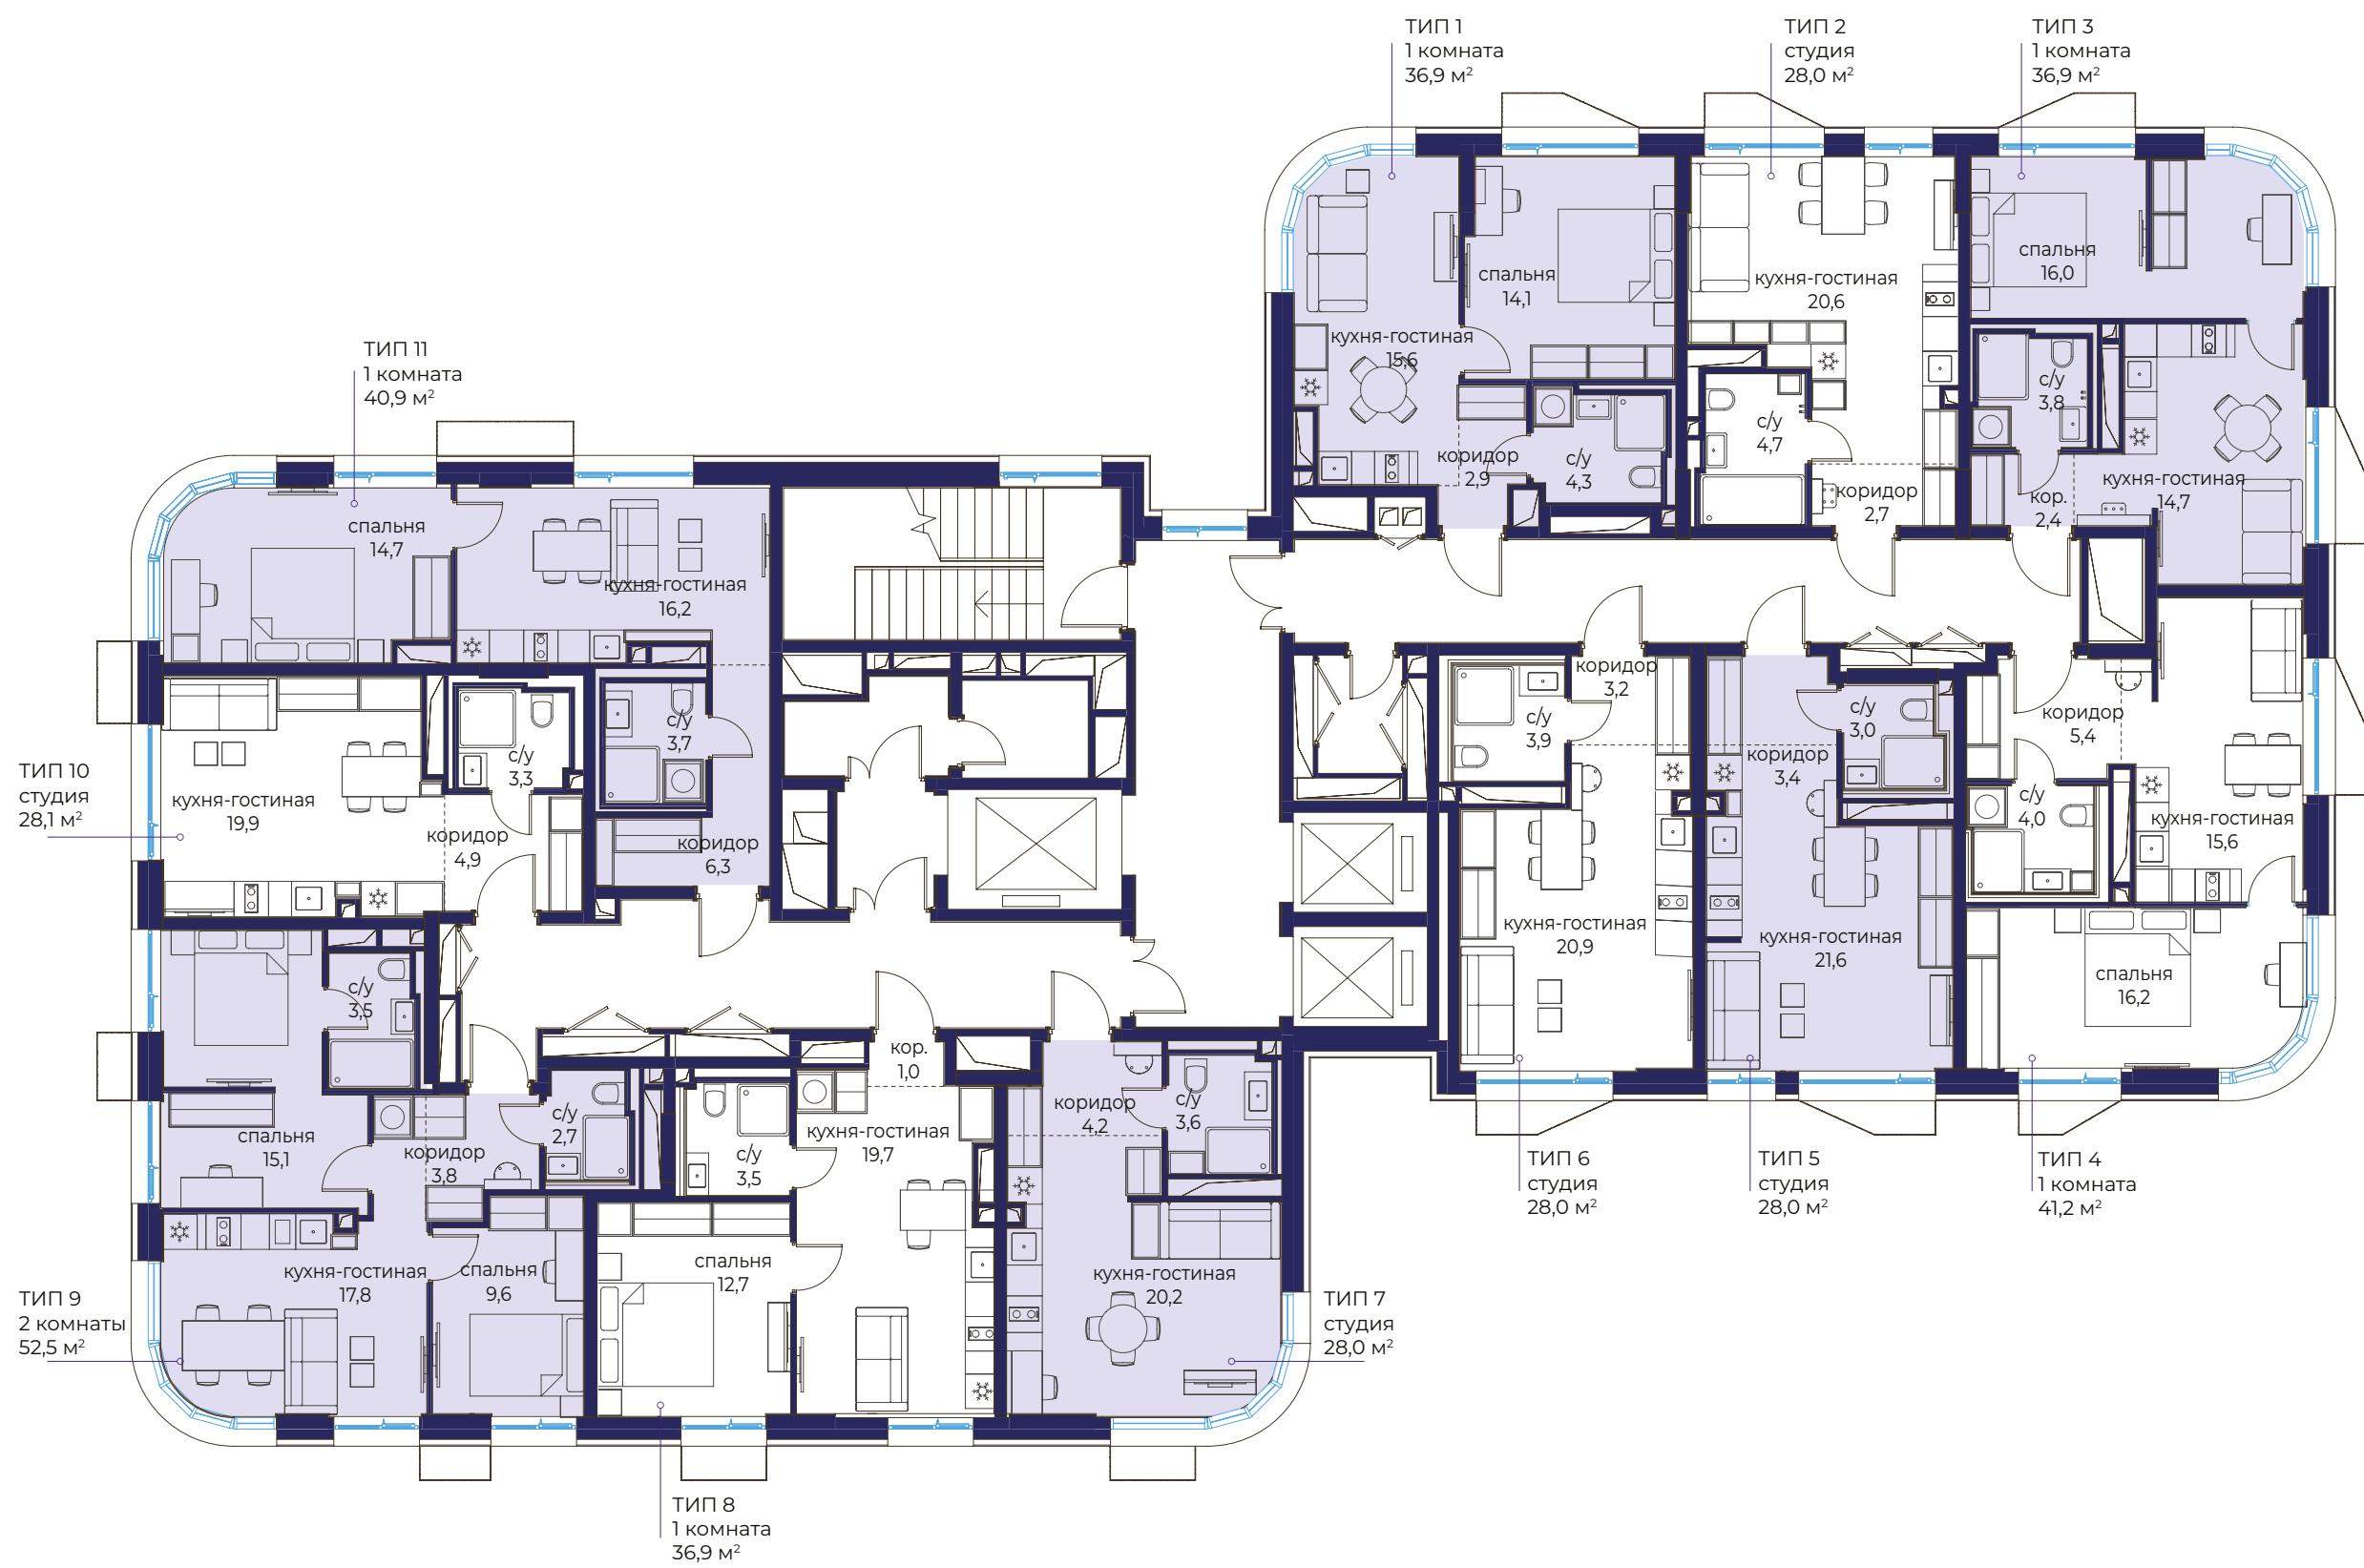 ТИП 1
1 комната
36,9 м²
ТИП 2
студия
28,0 м²
ТИП 3
1 комната
36,9 м²
кухня-гостиная
15,6
спальня
14,1
коридор
2,9
с/у
4,3
кухня-гостиная
20,6
с/у
4,7
коридор
2,7
спальня
16,0
с/у
3,8
кор.
2,4
кухня-гостиная
14,7
ТИП 11
1 комната
40,9 м²
спальня
14,7
кухня-гостиная
16,2
с/у
3,7
коридор
6,3
ТИП 10
студия
28,1 м²
кухня-гостиная
19,9
с/у
3,3
коридор
4,9
коридор
3,2
с/у
3,9
кухня-гостиная
20,9
с/у
3,0
коридор
3,4
кухня-гостиная
21,6
коридор
5,4
с/у
4,0
кухня-гостиная
15,6
спальня
16,2
с/у
3,5
спальня
15,1
коридор
3,8
с/у
2,7
кухня-гостиная
17,8
спальня
9,6
кор.
1,0
с/у
3,5
кухня-гостиная
19,7
спальня
12,7
коридор
4,2
с/у
3,6
кухня-гостиная
20,2
ТИП 6
студия
28,0 м²
ТИП 5
студия
28,0 м²
ТИП 4
1 комната
41,2 м²
ТИП 9
2 комнаты
52,5 м²
ТИП 7
студия
28,0 м²
ТИП 8
1 комната
36,9 м²